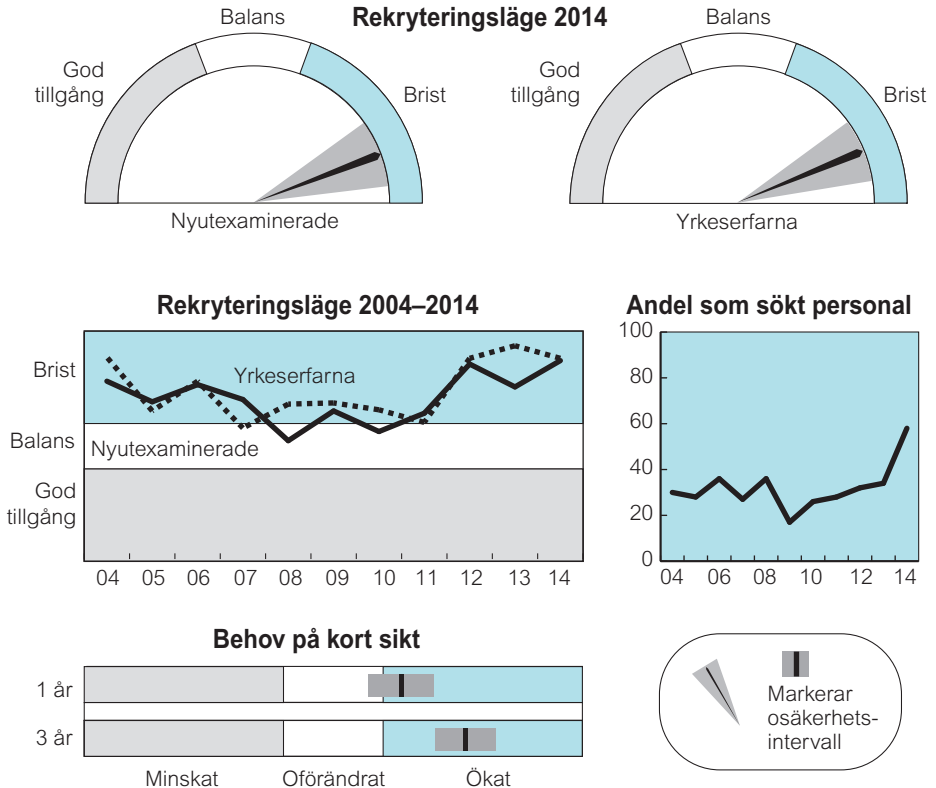 Rekryteringsläge 2014
Balans
God
tillgång
Brist
Nyutexaminerade
Balans
God
tillgång
Brist
Yrkeserfarna
Rekryteringsläge 2004–2014
Brist
Balans
God
tillgång
Yrkeserfarna
Nyutexaminerade
04 05 06 07 08 09 10 11 12 13 14
Andel som sökt personal
100
80
60
40
20
0
04 06 08 10 12 14
Behov på kort sikt
1 år
3 år
Minskat Oförändrat Ökat
Markerar
osäkerhets-
intervall